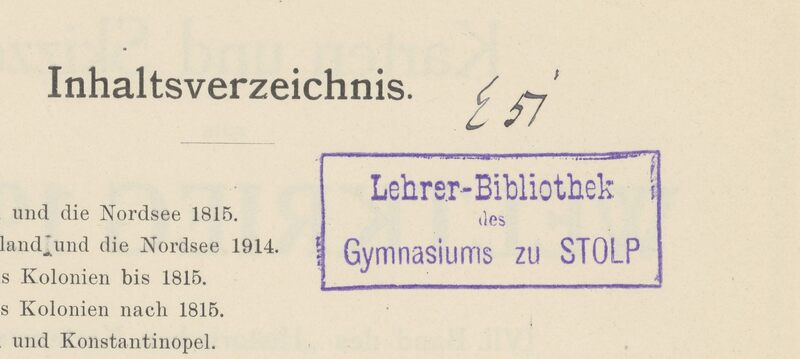 Inhaltsverzeichnis.
E 51
Lehrer-Bibliothek
des
Gymnasiums zu STOLP
und die Nordsee 1815.
land und die Nordsee 1914.
s Kolonien bis 1815.
s Kolonien nach 1815.
und Konstantinopel.